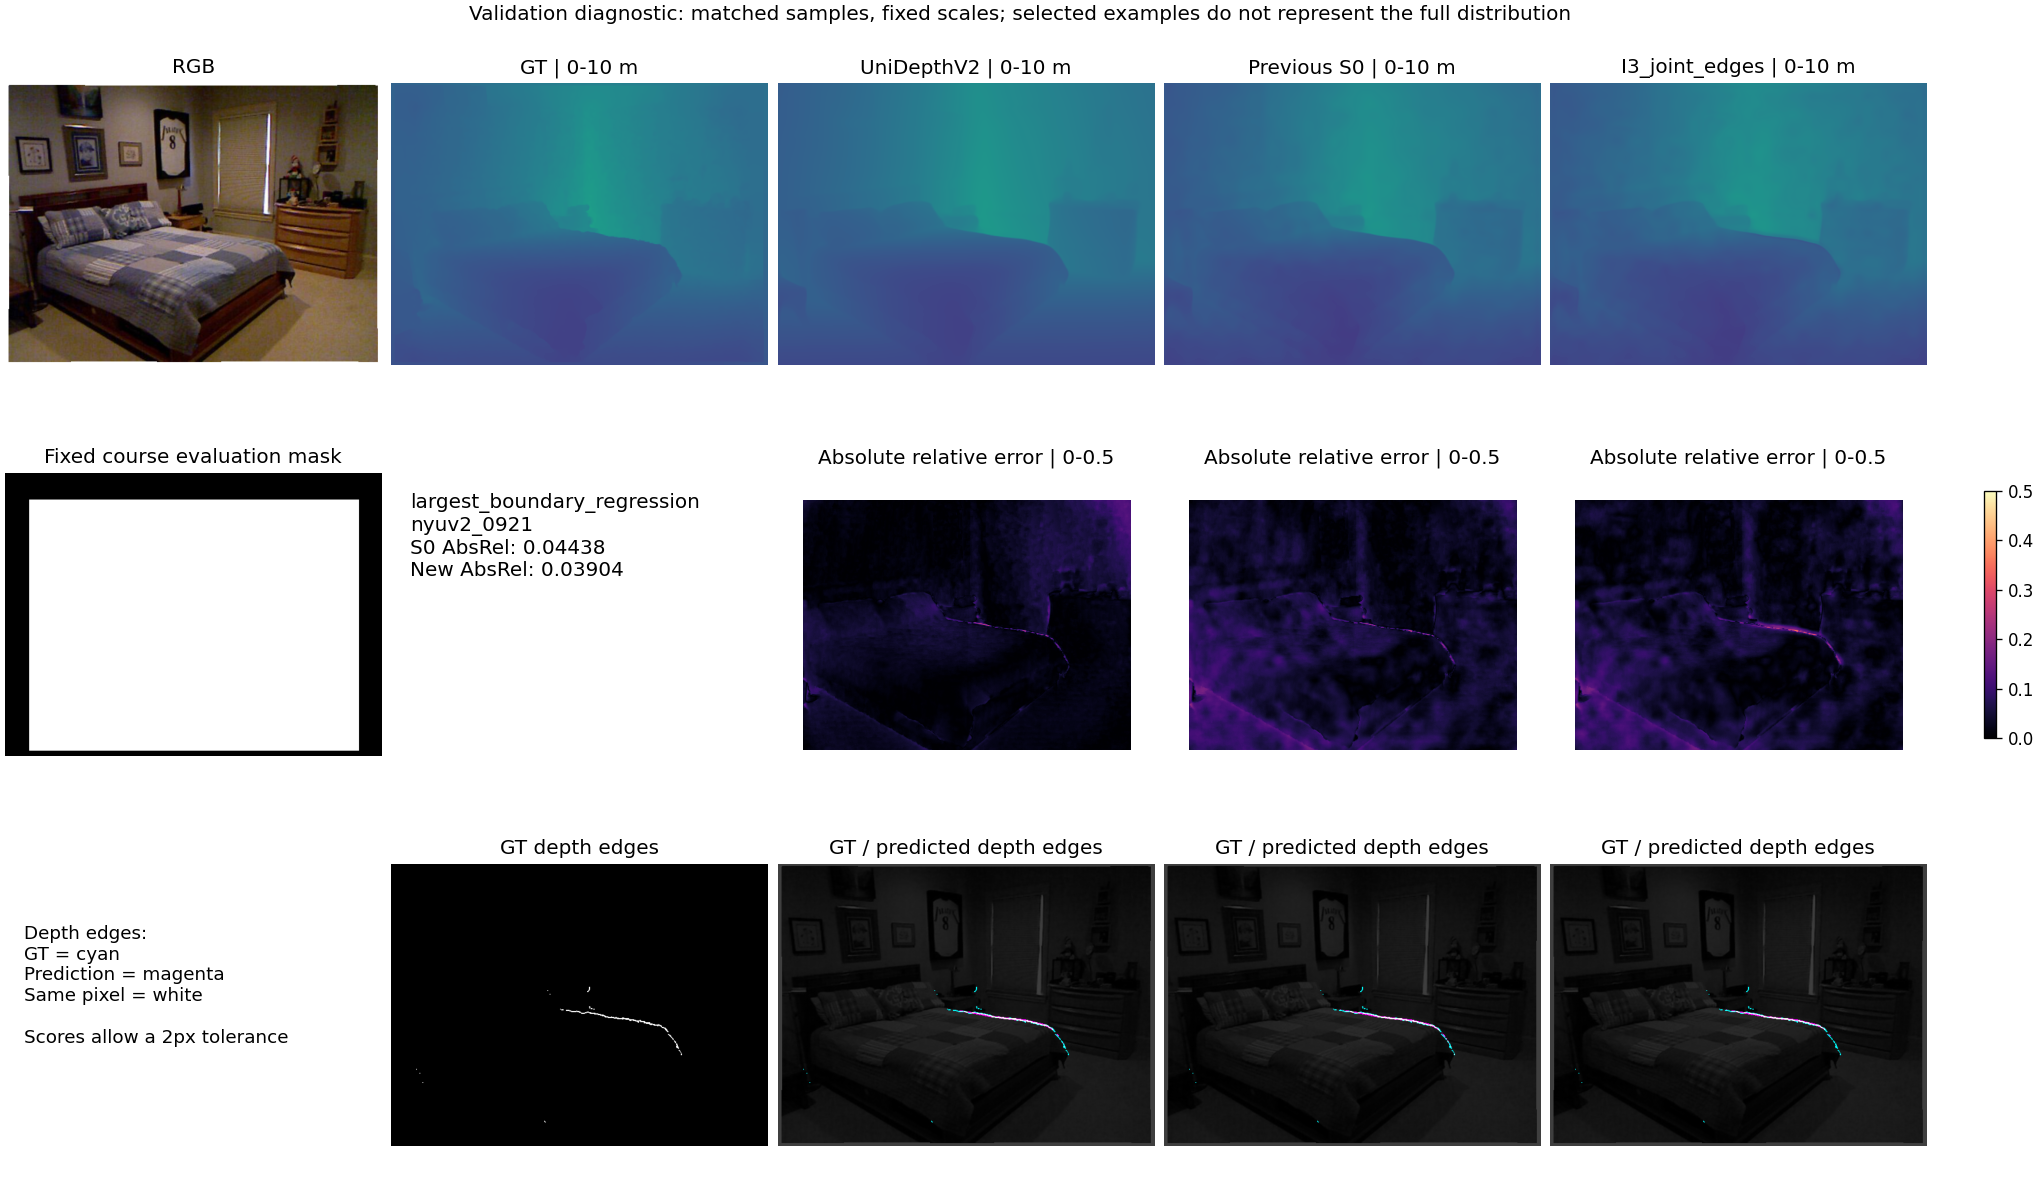 Validation diagnostic: matched samples, fixed scales; selected examples do not represent the full distribution
RGB
GT | 0-10 m
UniDepthV2 | 0-10 m
Previous S0 | 0-10 m
I3_joint_edges | 0-10 m
8
Fixed course evaluation mask
largest_boundary_regression
nyuv2_0921
S0 AbsRel: 0.04438
New AbsRel: 0.03904
Absolute relative error | 0-0.5
Absolute relative error | 0-0.5
Absolute relative error | 0-0.5
0.5
0.4
0.3
0.2
0.1
0.0
Depth edges:
GT = cyan
Prediction = magenta
Same pixel = white
Scores allow a 2px tolerance
GT depth edges
GT / predicted depth edges
GT / predicted depth edges
GT / predicted depth edges
8
8
8